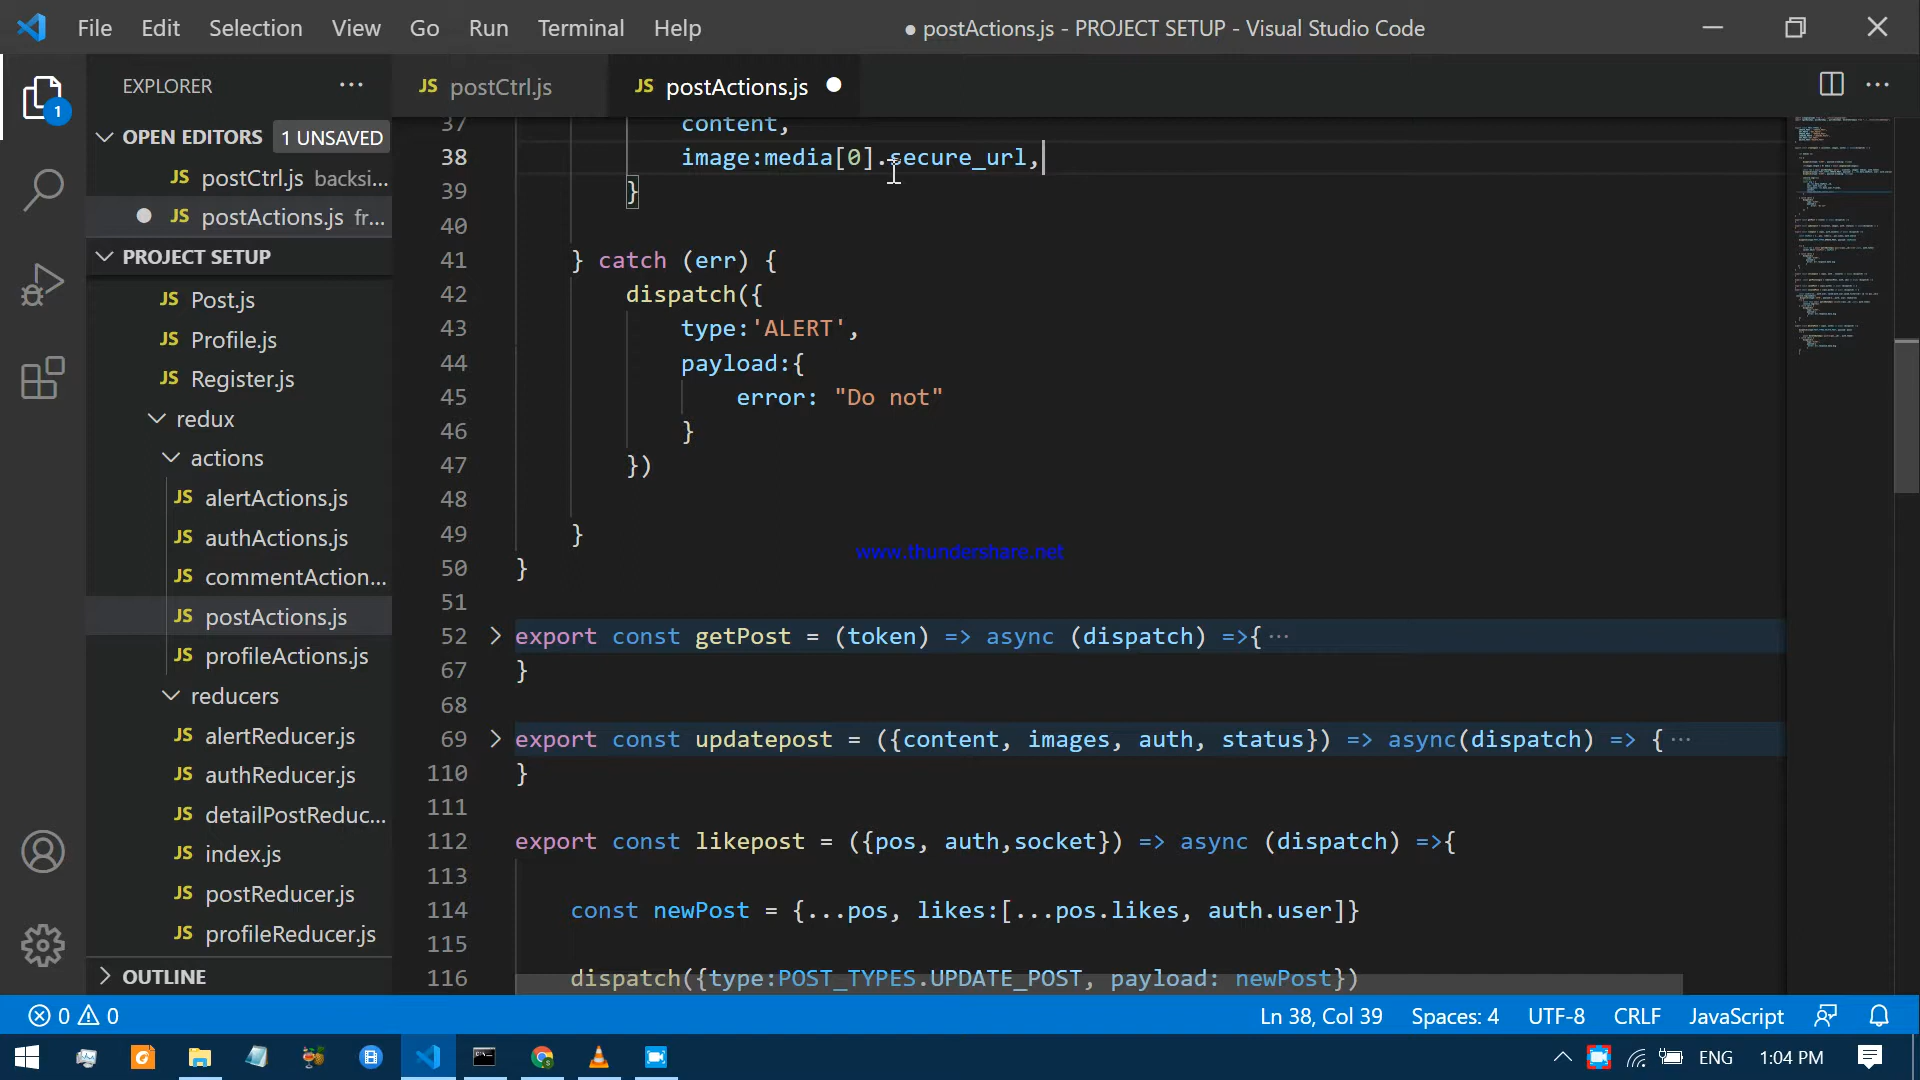 File Edit Selection View Go Run Terminal Help ● postActions.js - PROJECT SETUP - Visual Studio Code
EXPLORER ···
JS postCtrl.js
JS postActions.js ●
OPEN EDITORS 1 UNSAVED
JS postCtrl.js backsi...
● JS postActions.js fr...
PROJECT SETUP
JS Post.js
JS Profile.js
JS Register.js
redux
actions
JS alertActions.js
JS authActions.js
JS commentAction...
JS postActions.js
JS profileActions.js
reducers
JS alertReducer.js
JS authReducer.js
JS detailPostReduc...
JS index.js
JS postReducer.js
JS profileReducer.js
OUTLINE
1
37 content,
38 image:media[0].secure_url,
39 }
40
41 } catch (err) {
42 dispatch({
43 type:'ALERT',
44 payload:{
45 error: "Do not"
46 }
47 })
48
49 }
50 }
51
52 export const getPost = (token) => async (dispatch) =>{ ···
67 }
68
69 export const updatepost = ({content, images, auth, status}) => async(dispatch) => { ···
110 }
111
112 export const likepost = ({pos, auth,socket}) => async (dispatch) =>{
113
114 const newPost = {...pos, likes:[...pos.likes, auth.user]}
115
116 dispatch({type:POST_TYPES.UPDATE_POST, payload: newPost})
www.thundershare.net
0 0 Ln 38, Col 39 Spaces: 4 UTF-8 CRLF JavaScript
ENG 1:04 PM